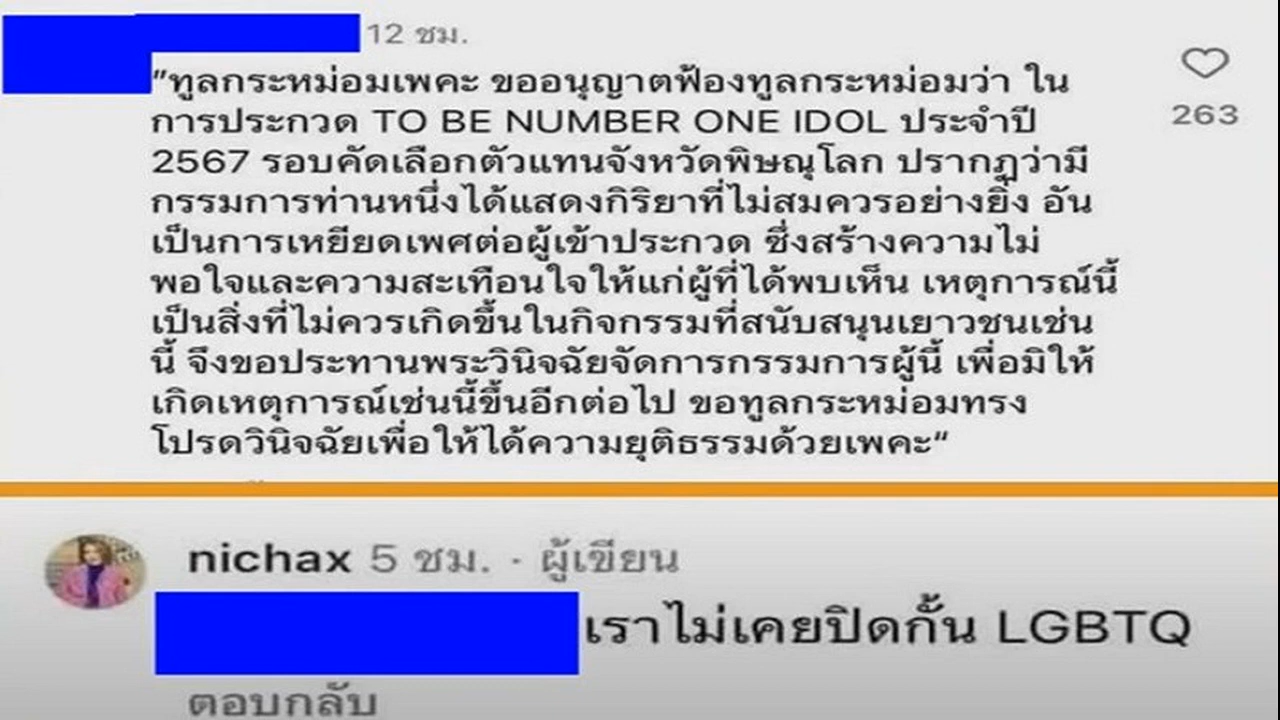 12 ชม.
"ทูลกระหม่อมเพคะ ขออนุญาตฟ้องทูลกระหม่อมว่า ใน
การประกวด TO BE NUMBER ONE IDOL ประจำปี
2567 รอบคัดเลือกตัวแทนจังหวัดพิษณุโลก ปรากฏว่ามี
กรรมการท่านหนึ่งได้แสดงกิริยาที่ไม่สมควรอย่างยิ่ง อัน
เป็นการเหยียดเพศต่อผู้เข้าประกวด ซึ่งสร้างความไม่
พอใจและความสะเทือนใจให้แก่ผู้ที่ได้พบเห็น เหตุการณ์นี้
เป็นสิ่งที่ไม่ควรเกิดขึ้นในกิจกรรมที่สนับสนุนเยาวชนเช่น
นี้ จึงขอประทานพระวินิจฉัยจัดการกรรมการผู้นี้ เพื่อมิให้
เกิดเหตุการณ์เช่นนี้ขึ้นอีกต่อไป ขอทูลกระหม่อมทรง
โปรดวินิจฉัยเพื่อให้ได้ความยุติธรรมด้วยเพคะ"
263
nichax 5 ชม. · ผู้เขียน
เราไม่เคยปิดกั้น LGBTQ
ตอบกลับ